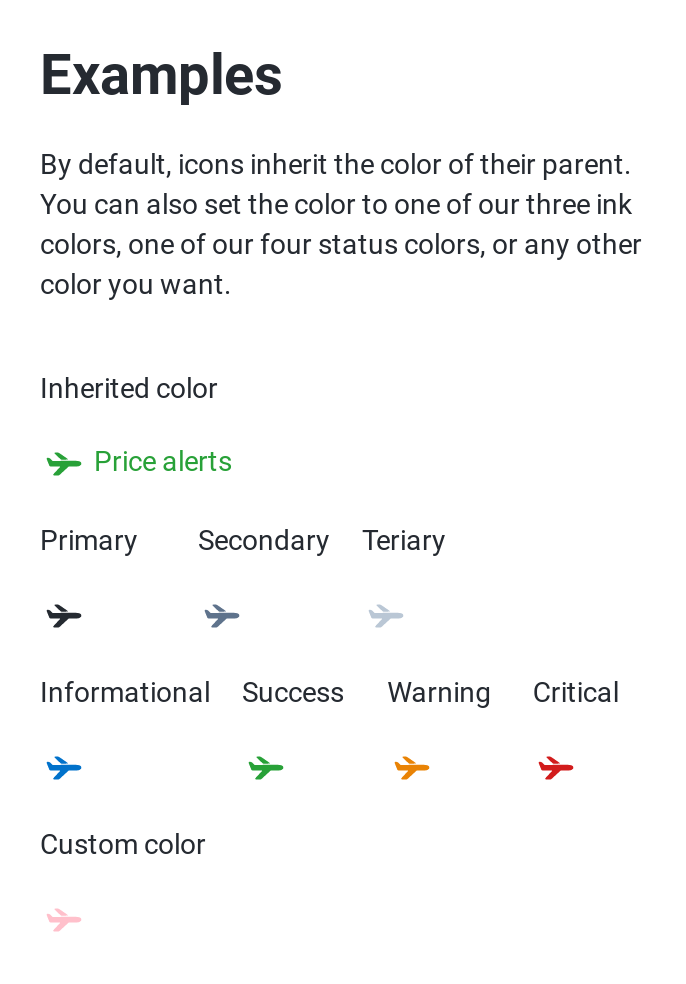 Examples
By default, icons inherit the color of their parent.
You can also set the color to one of our three ink
colors, one of our four status colors, or any other
color you want.
Inherited color
Price alerts
Primary Secondary Teriary
Informational Success Warning Critical
Custom color